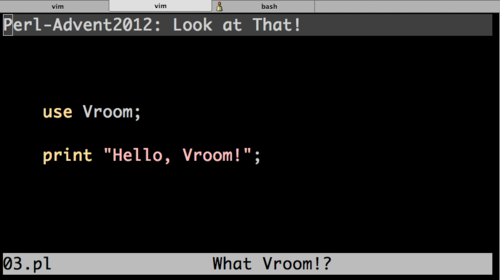 vim vim bash
Perl-Advent2012: Look at That!
use Vroom;
print "Hello, Vroom!";
03.pl What Vroom!?